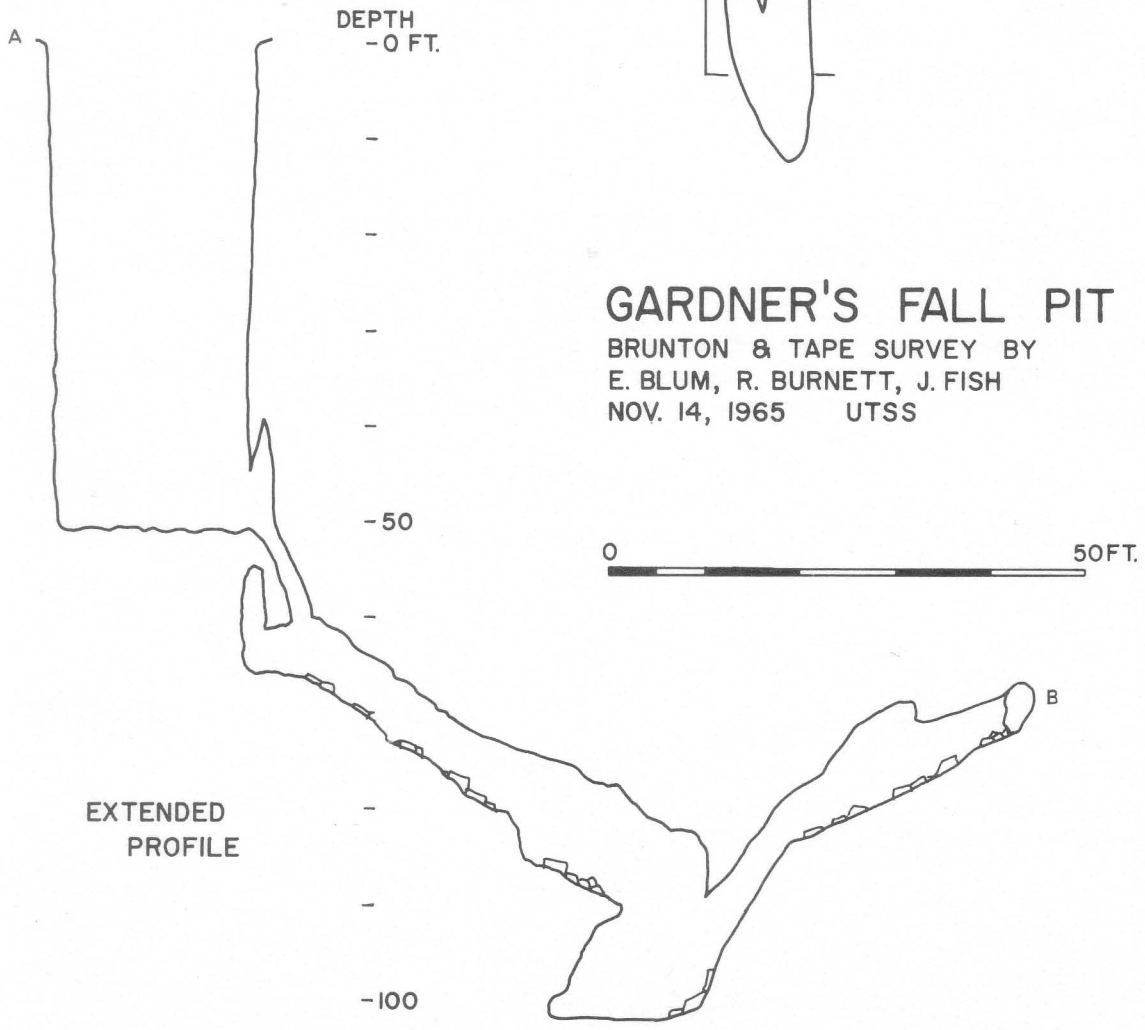 A
DEPTH
-0 FT.
GARDNER'S FALL PIT
BRUNTON & TAPE SURVEY BY
E. BLUM, R. BURNETT, J. FISH
NOV. 14, 1965 UTSS
-50
0 50FT.
B
EXTENDED
PROFILE
-100